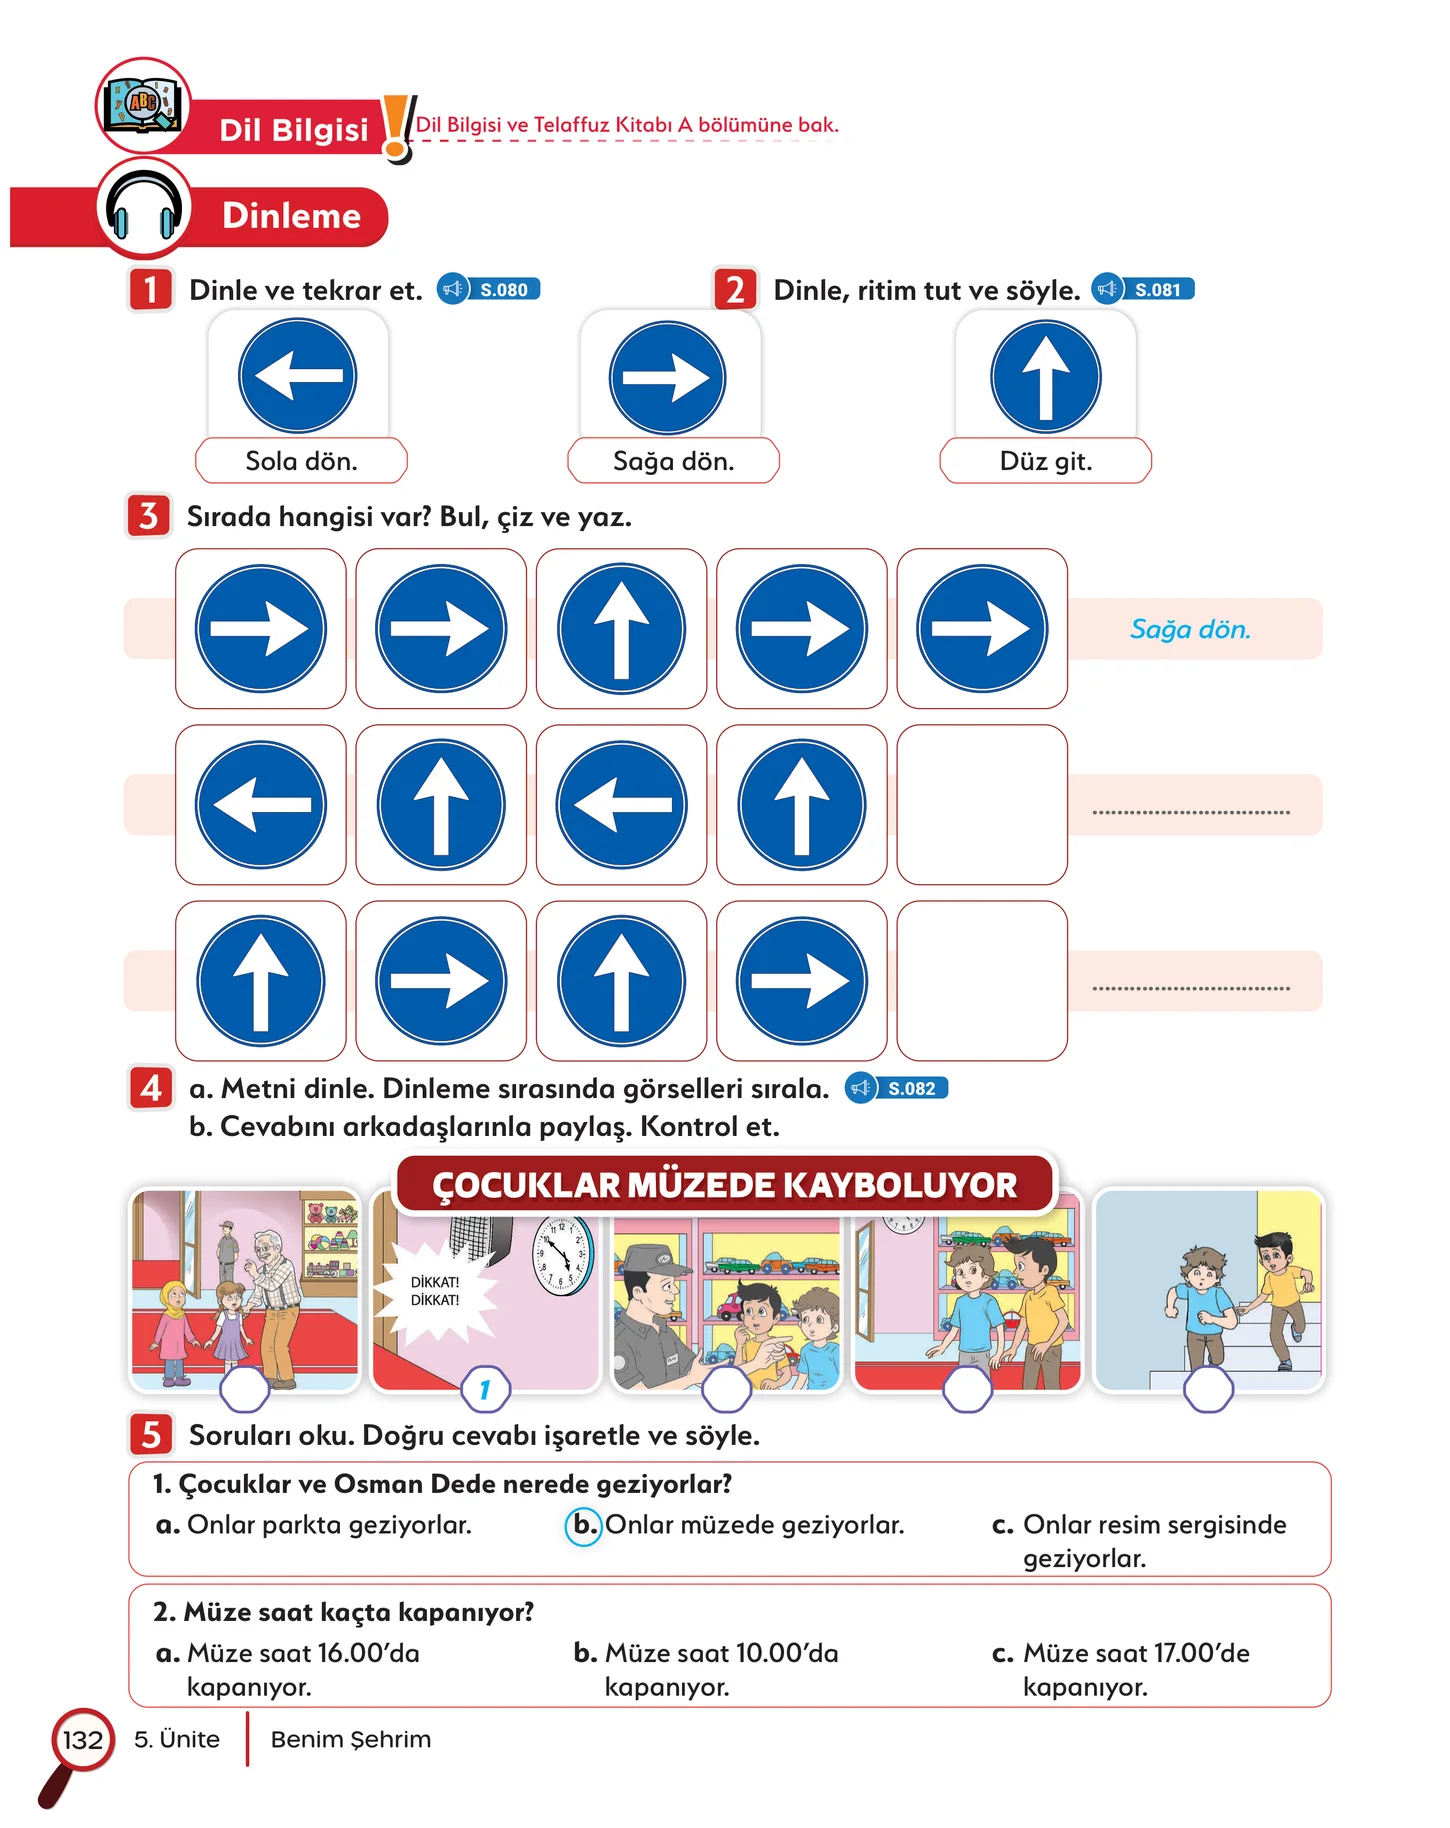 Dil Bilgisi
Dil Bilgisi ve Telaffuz Kitabı A bölümüne bak.
Dinleme
1 Dinle ve tekrar et. S.080
2 Dinle, ritim tut ve söyle. S.081
Sola dön.
Sağa dön.
Düz git.
3 Sırada hangisi var? Bul, çiz ve yaz.
Sağa dön.
................................
................................
4 a. Metni dinle. Dinleme sırasında görselleri sırala. S.082
b. Cevabını arkadaşlarınla paylaş. Kontrol et.
ÇOCUKLAR MÜZEDE KAYBOLUYOR
DİKKAT!
DİKKAT!
1
5 Soruları oku. Doğru cevabı işaretle ve söyle.
1. Çocuklar ve Osman Dede nerede geziyorlar?
a. Onlar parkta geziyorlar.
b. Onlar müzede geziyorlar.
c. Onlar resim sergisinde
geziyorlar.
2. Müze saat kaçta kapanıyor?
a. Müze saat 16.00’da
kapanıyor.
b. Müze saat 10.00’da
kapanıyor.
c. Müze saat 17.00’de
kapanıyor.
132 5. Ünite Benim Şehrim